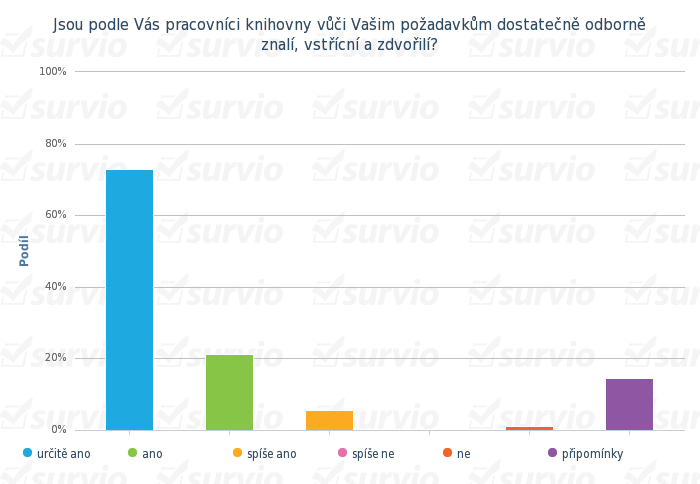 Jsou podle Vás pracovníci knihovny vůči Vašim požadavkům dostatečně odborně
znalí, vstřícní a zdvořilí?
100%
80%
60%
40%
20%
0%
Podíl
určitě ano
ano
spíše ano
spíše ne
ne
připomínky
survio